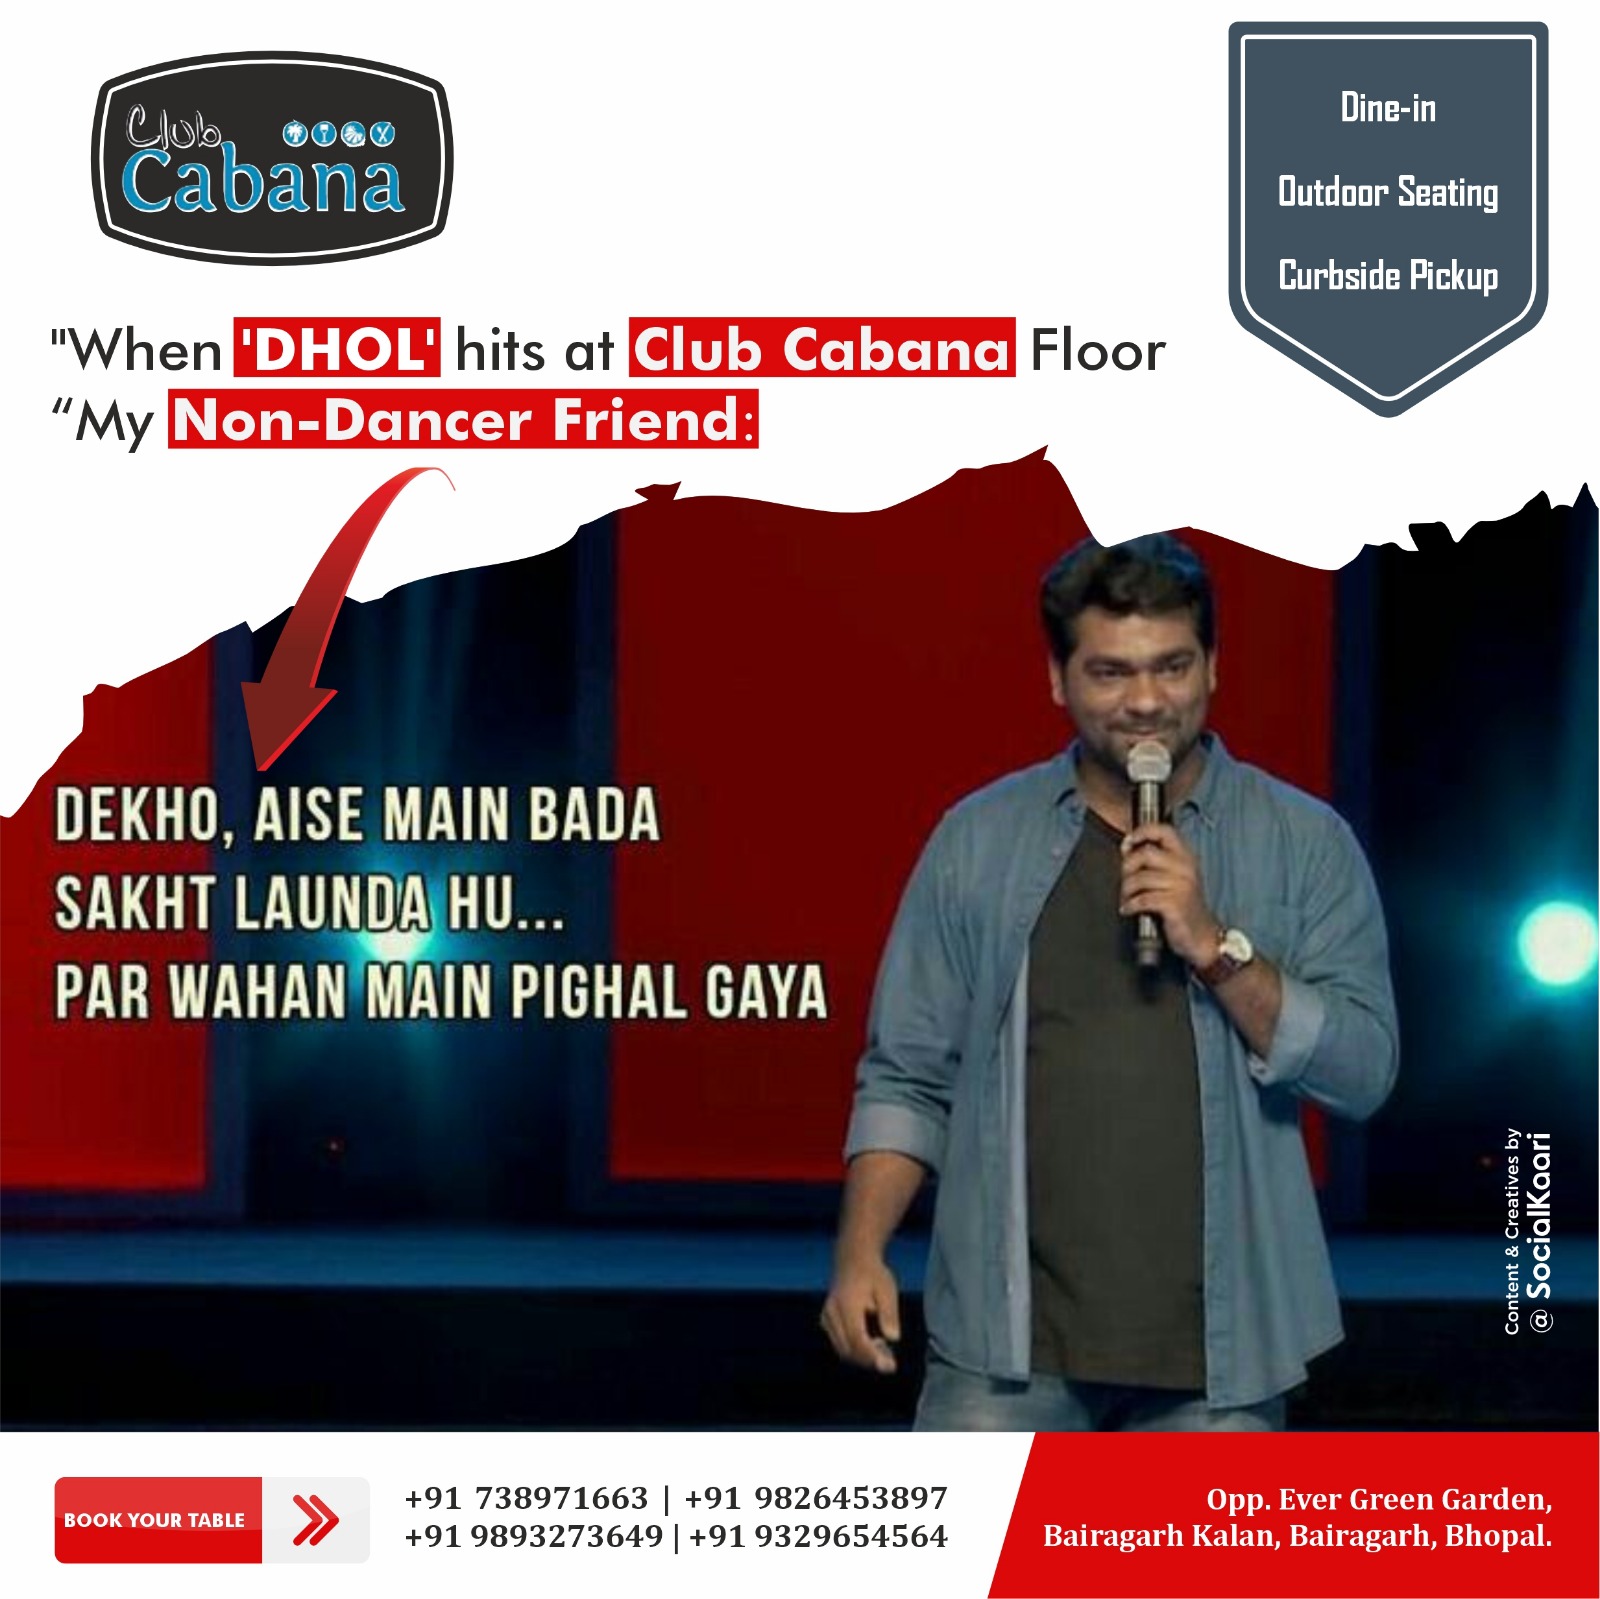 Club
Cabana
Dine-in
Outdoor Seating
Curbside Pickup
"When 'DHOL' hits at Club Cabana Floor
“My Non-Dancer Friend:
DEKHO, AISE MAIN BADA
SAKHT LAUNDA HU...
PAR WAHAN MAIN PIGHAL GAYA
Content & Creatives by
@ SocialKaari
BOOK YOUR TABLE
+91 738971663 | +91 9826453897
+91 9893273649 | +91 9329654564
Opp. Ever Green Garden,
Bairagarh Kalan, Bairagarh, Bhopal.